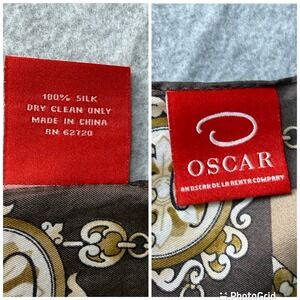 100% SILK
DRY CLEAN ONLY
MADE IN CHINA
RN 62720
OSCAR
AN OSCAR DE LA RENTA COMPANY
PhotoGrid